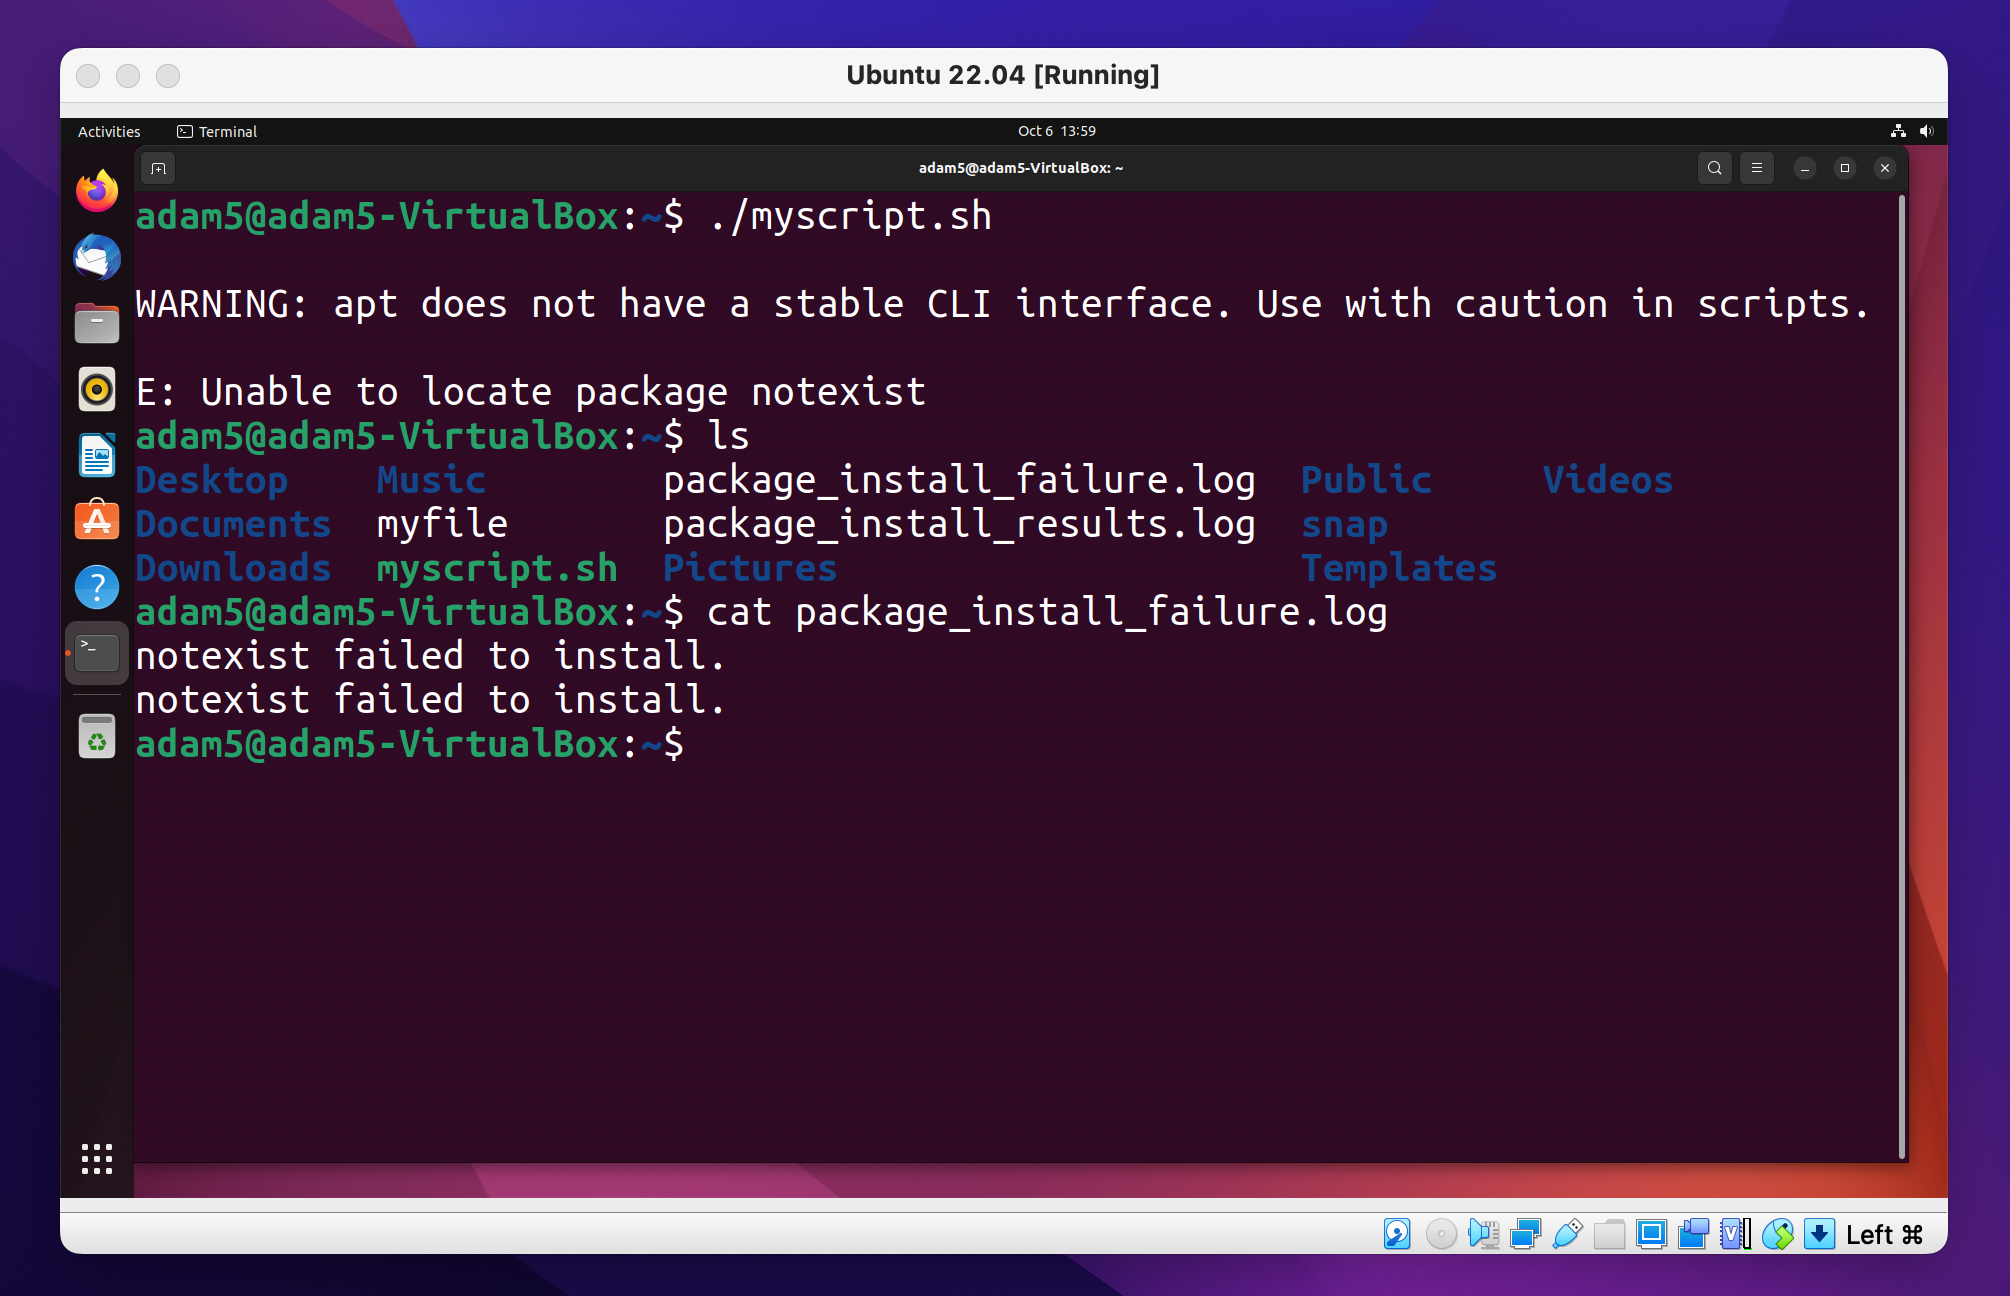 Ubuntu 22.04 [Running]
Activities Terminal Oct 6 13:59
adam5@adam5-VirtualBox: ~
adam5@adam5-VirtualBox:~$ ./myscript.sh
WARNING: apt does not have a stable CLI interface. Use with caution in scripts.
E: Unable to locate package notexist
adam5@adam5-VirtualBox:~$ ls
Desktop Music package_install_failure.log Public Videos
Documents myfile package_install_results.log snap
Downloads myscript.sh Pictures Templates
adam5@adam5-VirtualBox:~$ cat package_install_failure.log
notexist failed to install.
notexist failed to install.
adam5@adam5-VirtualBox:~$
Left ⌘